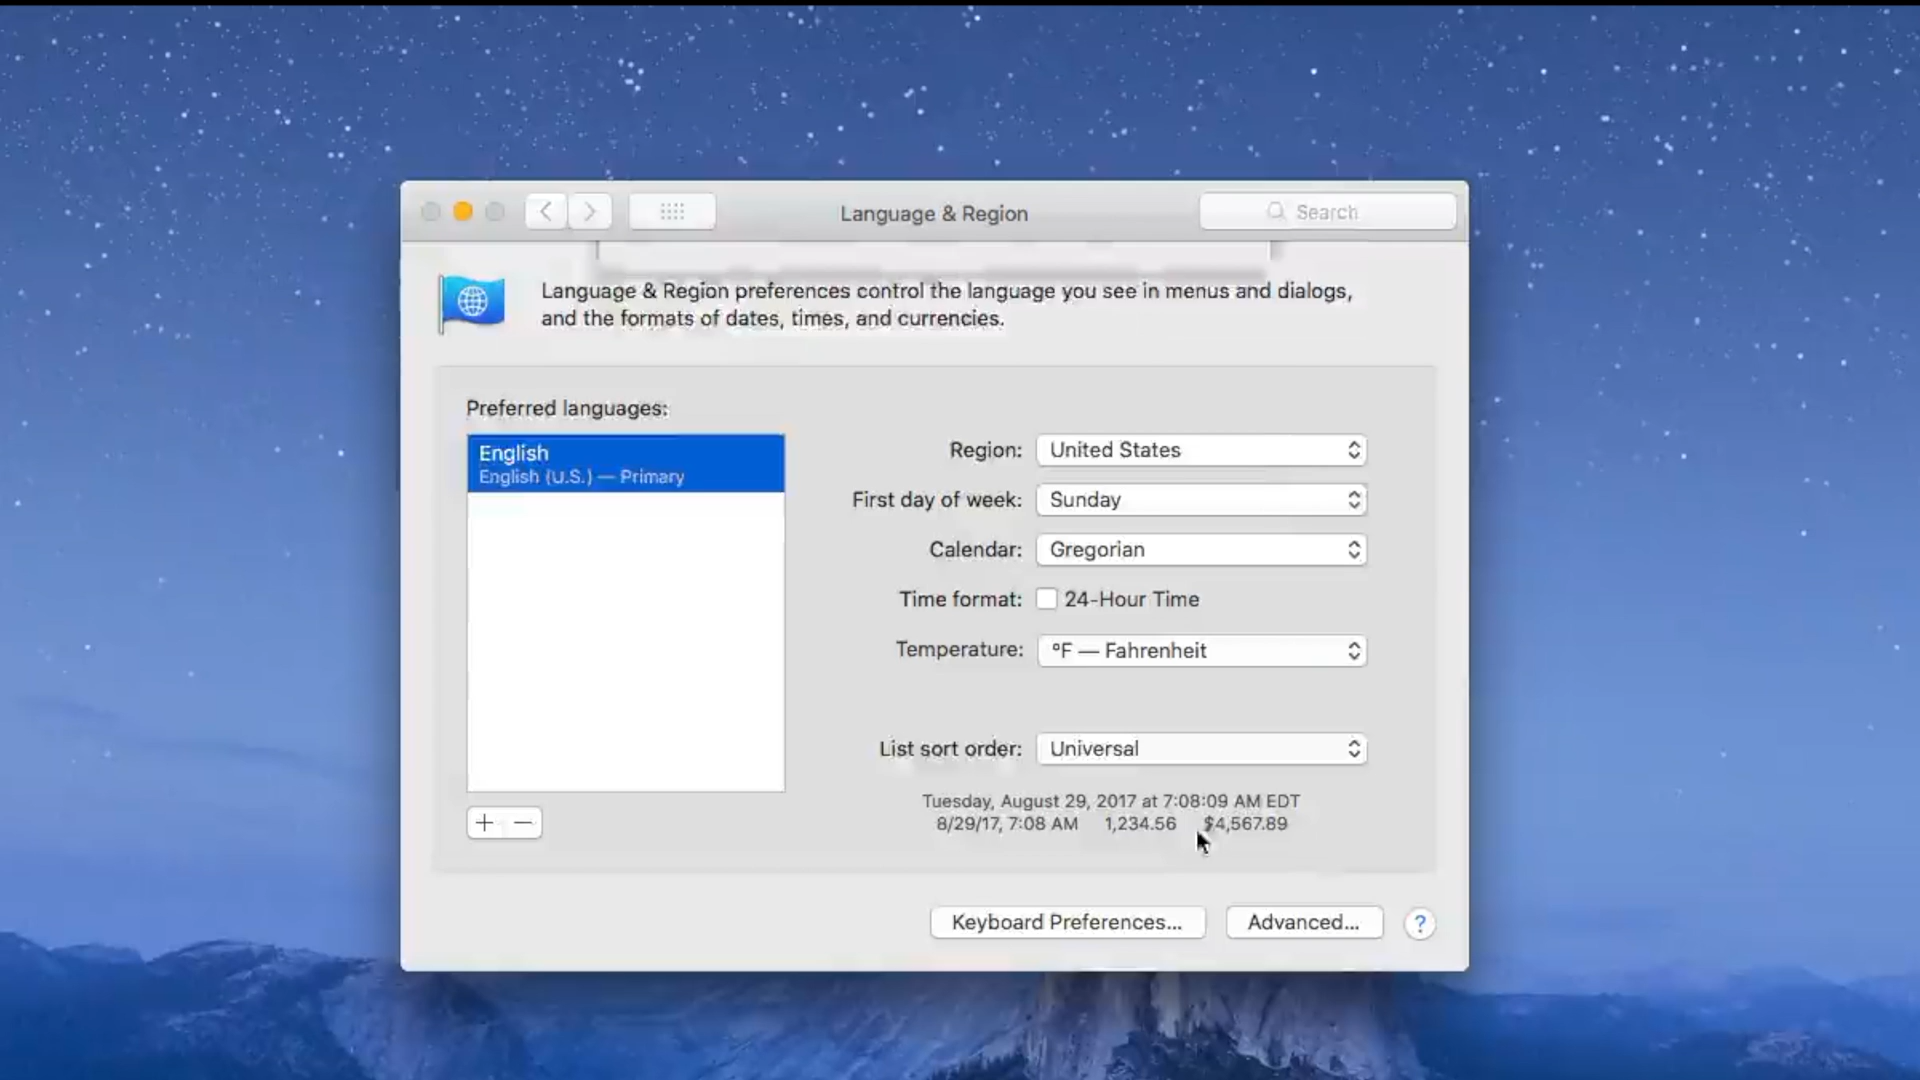 Language & Region
Search
Language & Region preferences control the language you see in menus and dialogs,
and the formats of dates, times, and currencies.
Preferred languages:
English
English (U.S.) — Primary
Region: United States
First day of week: Sunday
Calendar: Gregorian
Time format: 24-Hour Time
Temperature: °F — Fahrenheit
List sort order: Universal
Tuesday, August 29, 2017 at 7:08:09 AM EDT
8/29/17, 7:08 AM 1,234.56 $4,567.89
+ −
Keyboard Preferences... Advanced... ?